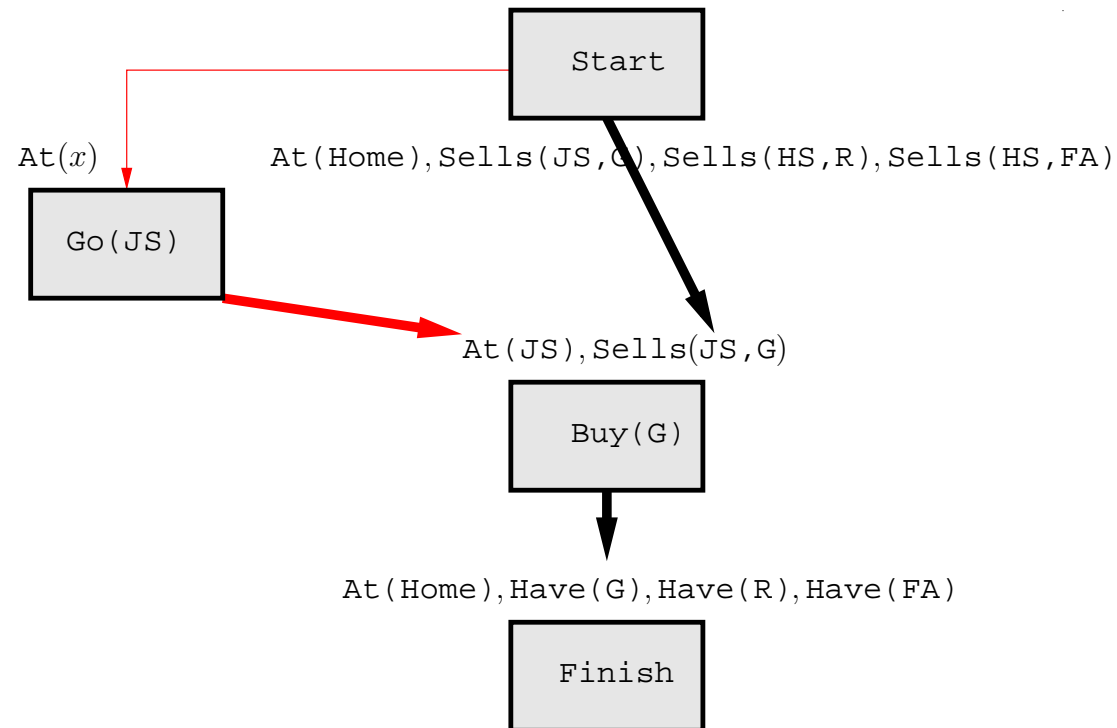 Start
At(x)
At(Home),Sells(JS,G),Sells(HS,R),Sells(HS,FA)
Go(JS)
At(JS),Sells(JS,G)
Buy(G)
At(Home),Have(G),Have(R),Have(FA)
Finish